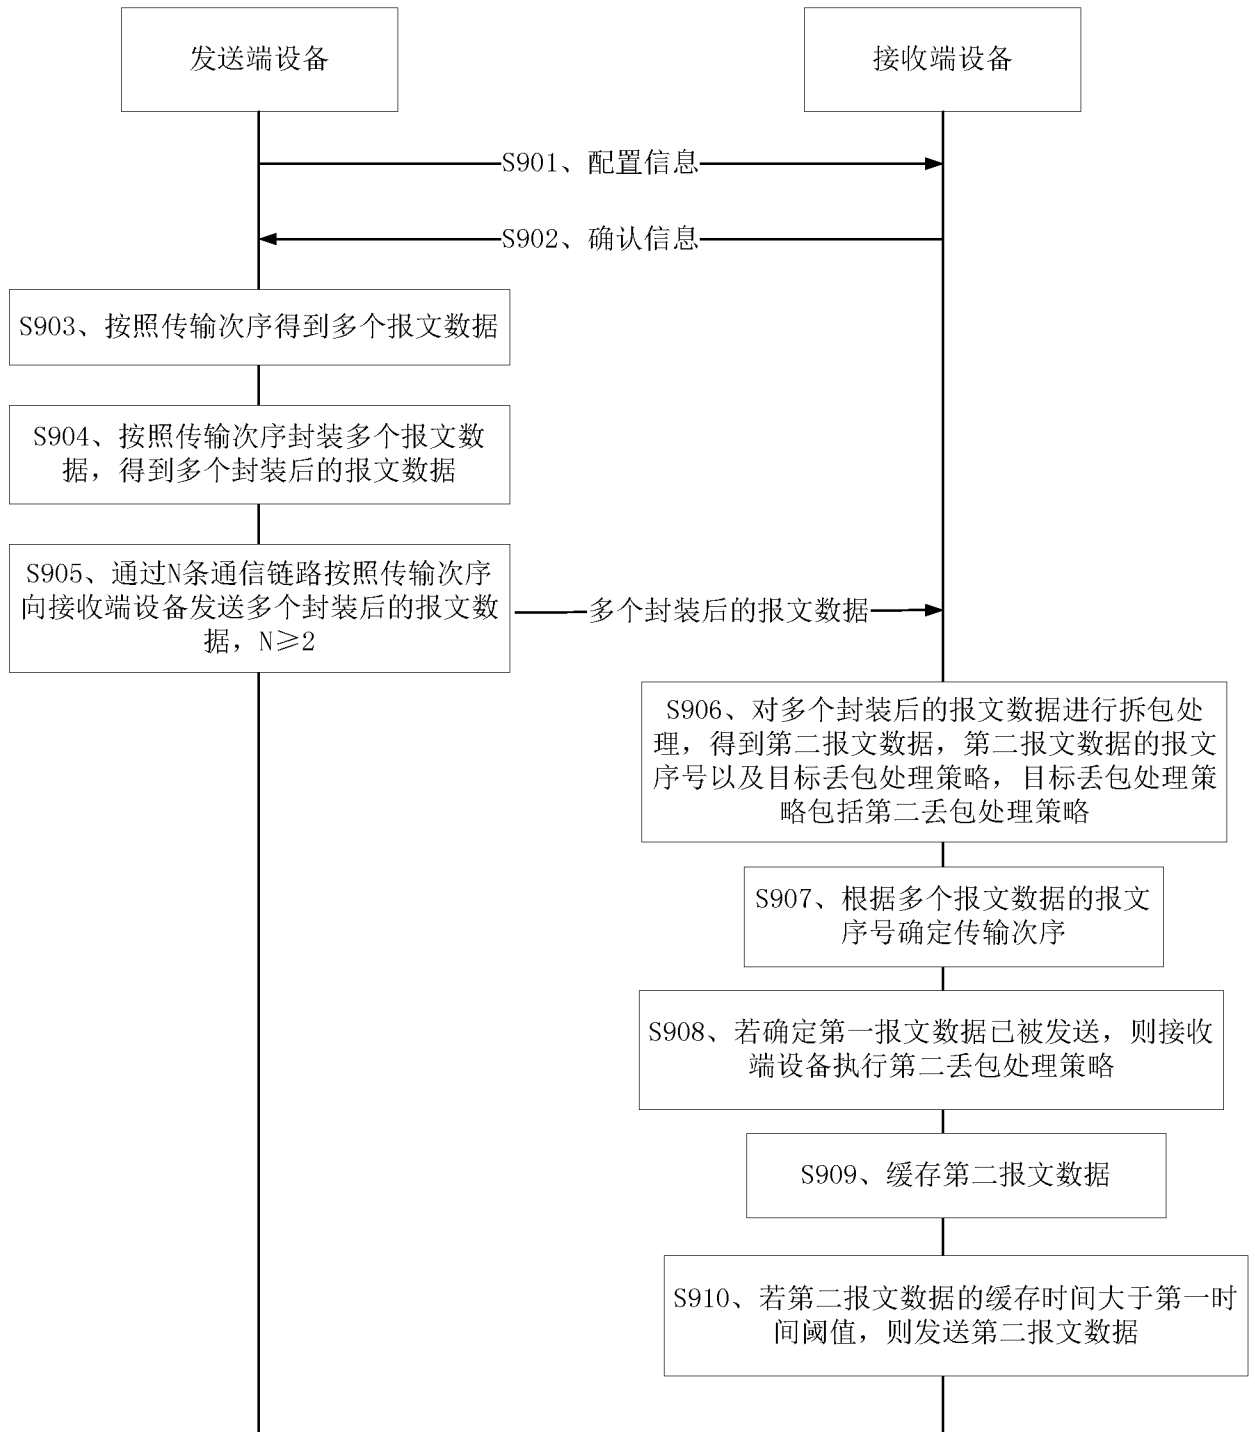 发送端设备
接收端设备
S901、配置信息
S902、确认信息
S903、按照传输次序得到多个报文数据
S904、按照传输次序封装多个报文数
据，得到多个封装后的报文数据
S905、通过N条通信链路按照传输次序
向接收端设备发送多个封装后的报文数
据，N≥2
多个封装后的报文数据
S906、对多个封装后的报文数据进行拆包处
理，得到第二报文数据，第二报文数据的报文
序号以及目标丢包处理策略，目标丢包处理策
略包括第二丢包处理策略
S907、根据多个报文数据的报文
序号确定传输次序
S908、若确定第一报文数据已被发送，则接收
端设备执行第二丢包处理策略
S909、缓存第二报文数据
S910、若第二报文数据的缓存时间大于第一时
间阈值，则发送第二报文数据